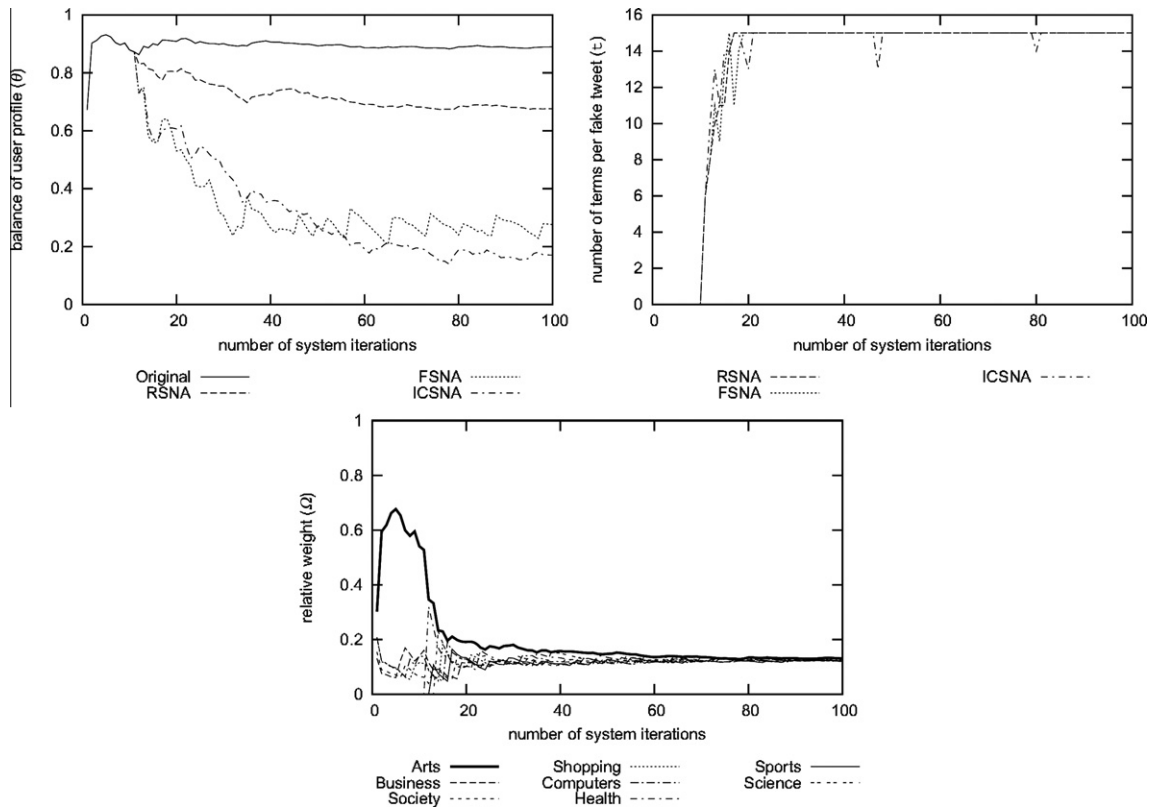 balance of user profile (θ)
1
0.8
0.6
0.4
0.2
0
0 20 40 60 80 100
number of system iterations
Original FSNA
RSNA ICSNA
number of terms per fake tweet (t)
16
14
12
10
8
6
4
2
0
0 20 40 60 80 100
number of system iterations
RSNA ICSNA
FSNA
relative weight (Ω)
1
0.8
0.6
0.4
0.2
0
0 20 40 60 80 100
number of system iterations
Arts Shopping Sports
Business Computers Science
Society Health